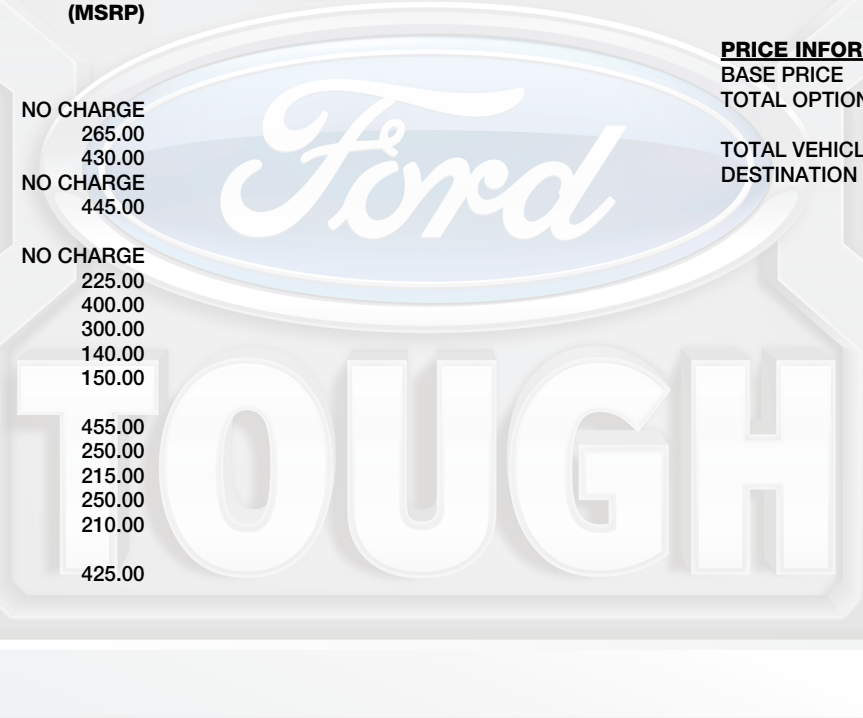 (MSRP)
NO CHARGE
265.00
430.00
NO CHARGE
445.00
NO CHARGE
225.00
400.00
300.00
140.00
150.00
455.00
250.00
215.00
250.00
210.00
425.00
PRICE INFOR
BASE PRICE
TOTAL OPTION
TOTAL VEHICL
DESTINATION
Ford
TOUGH